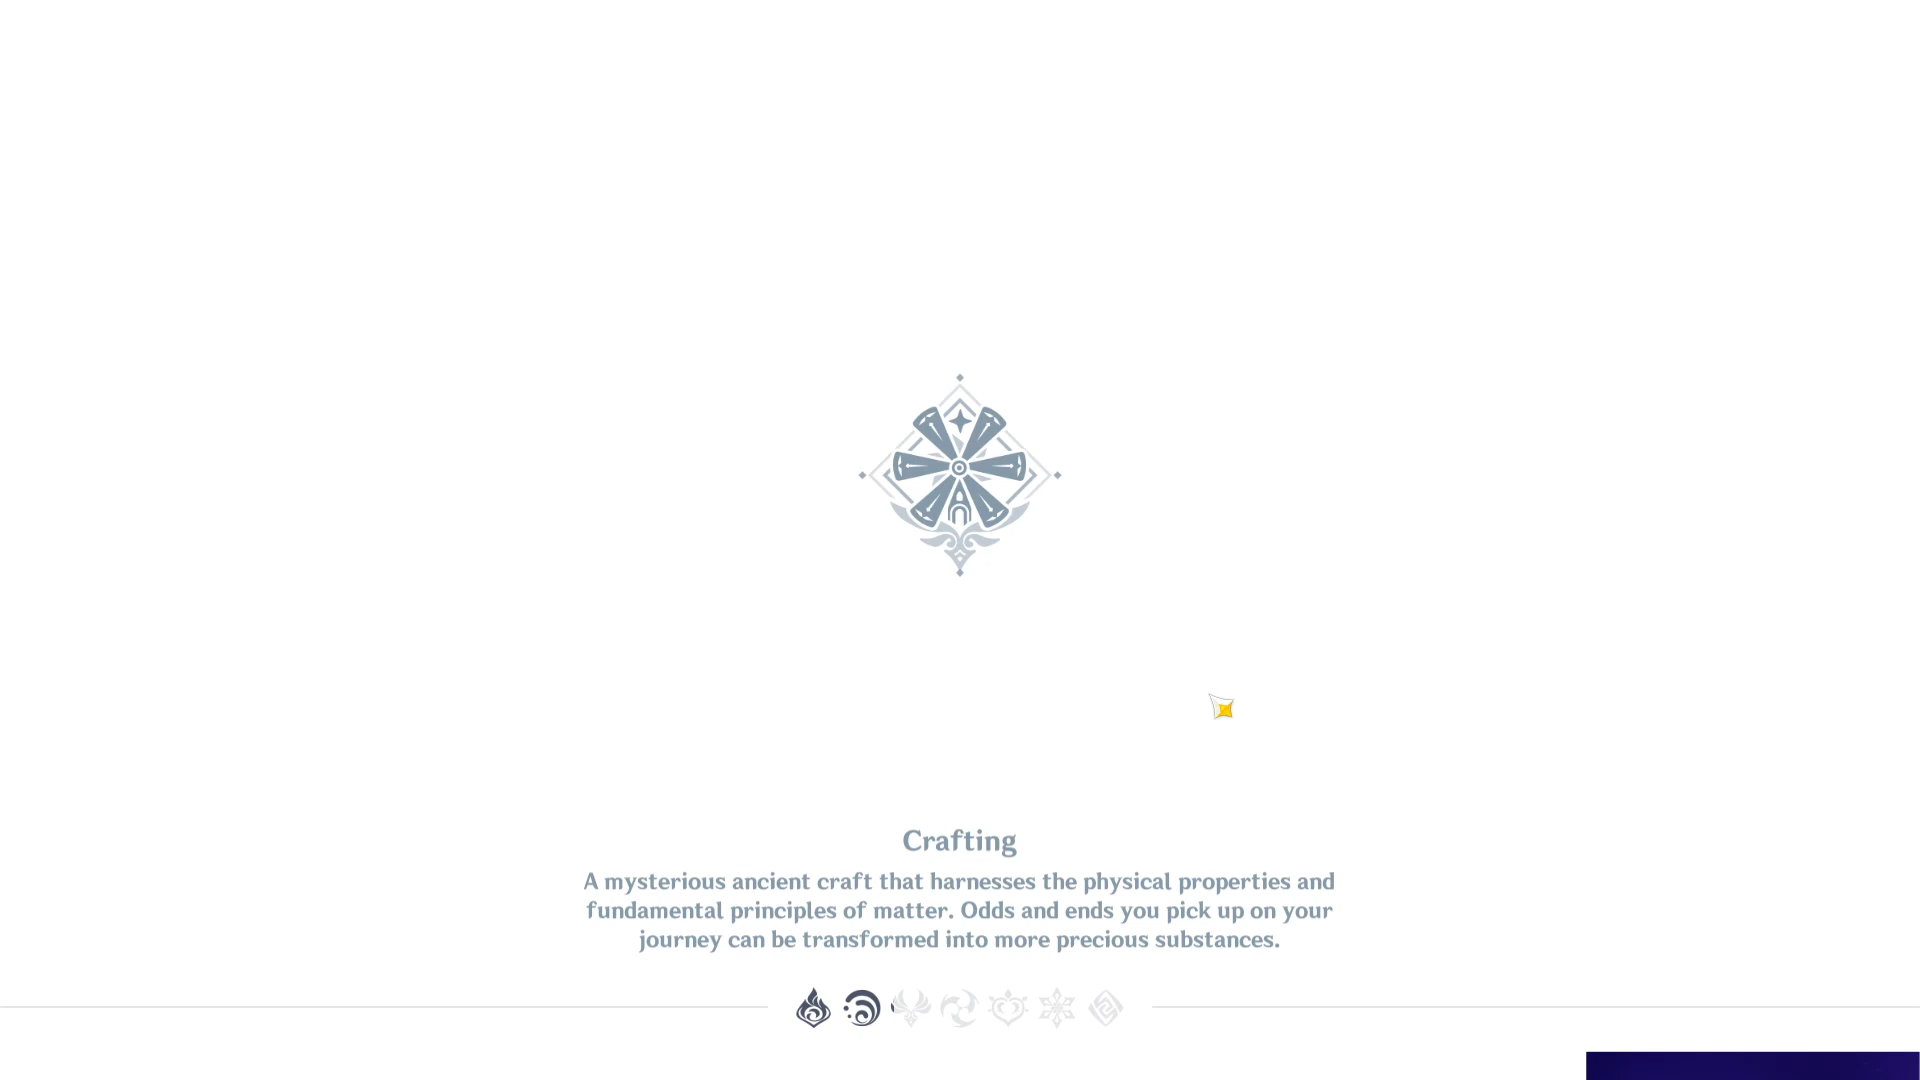 Crafting
A mysterious ancient craft that harnesses the physical properties and
fundamental principles of matter. Odds and ends you pick up on your
journey can be transformed into more precious substances.